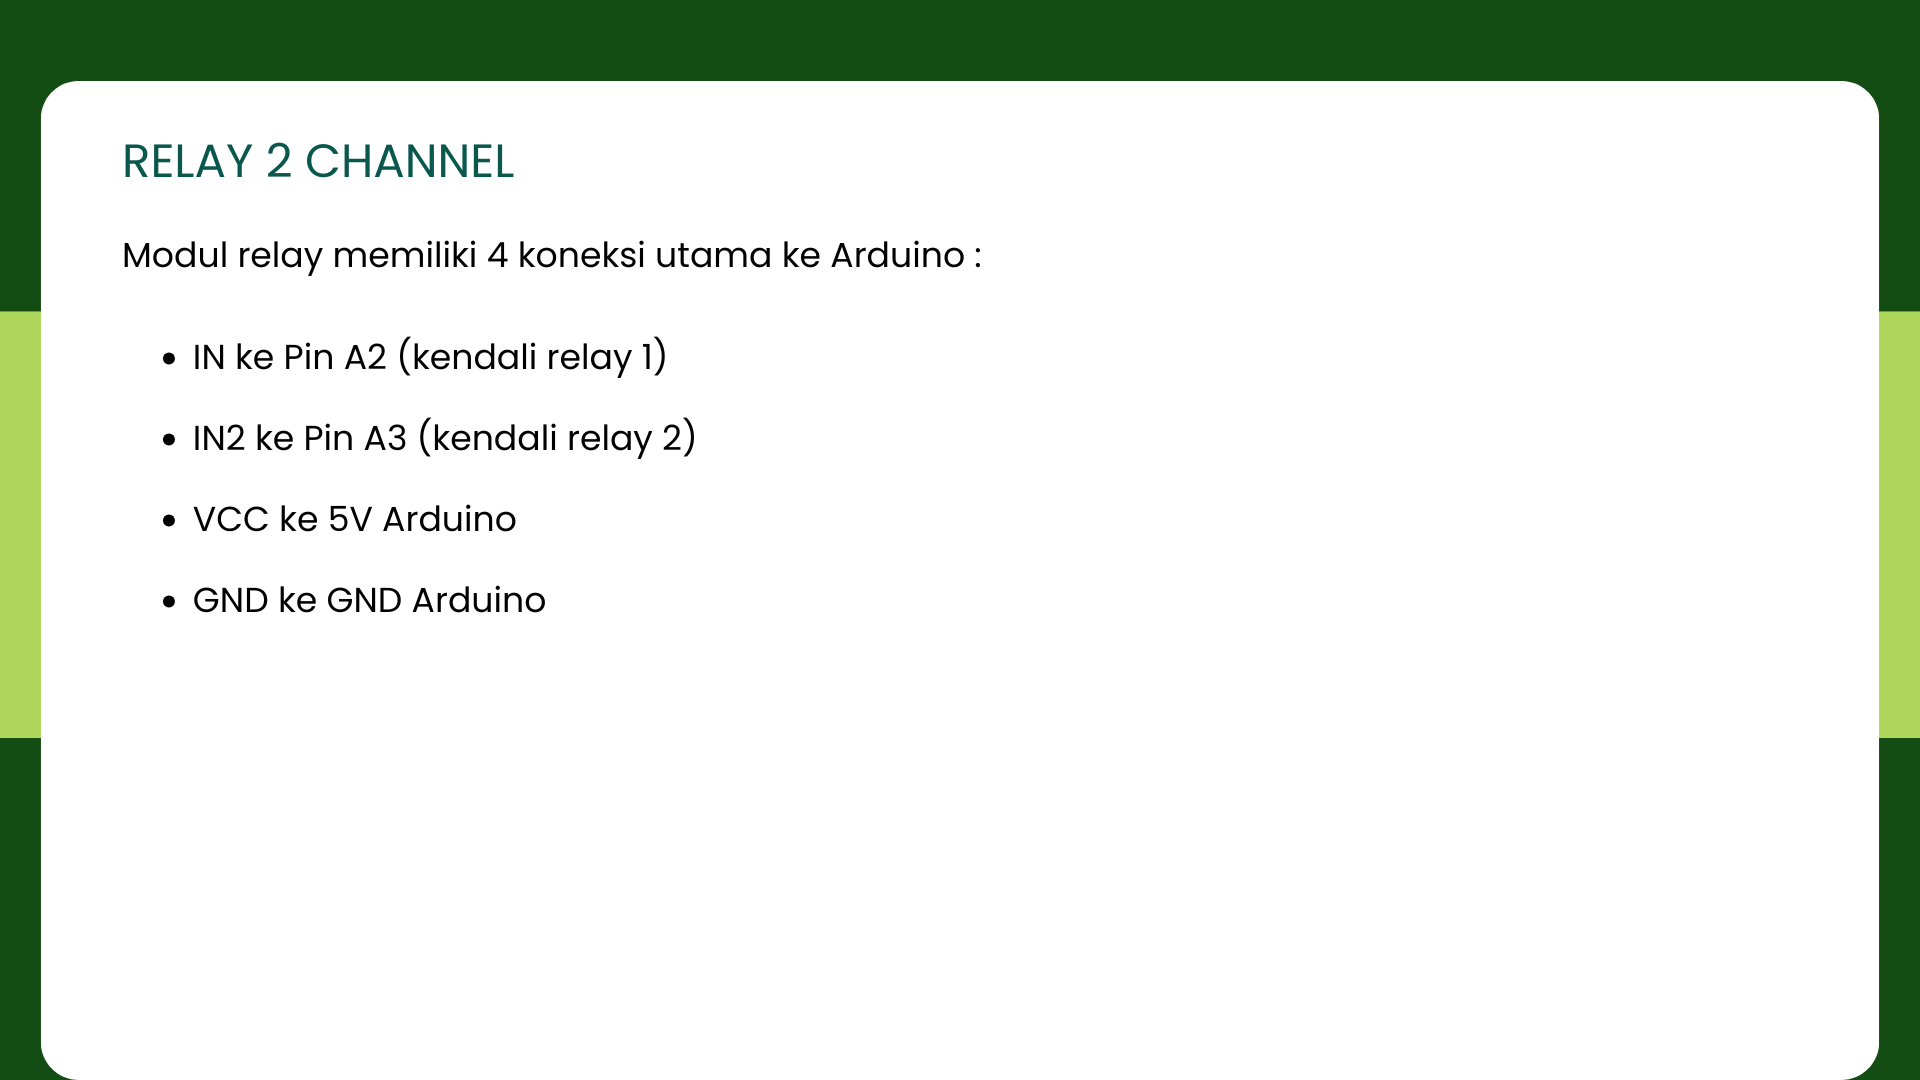 RELAY 2 CHANNEL
Modul relay memiliki 4 koneksi utama ke Arduino :
• IN ke Pin A2 (kendali relay 1)
• IN2 ke Pin A3 (kendali relay 2)
• VCC ke 5V Arduino
• GND ke GND Arduino